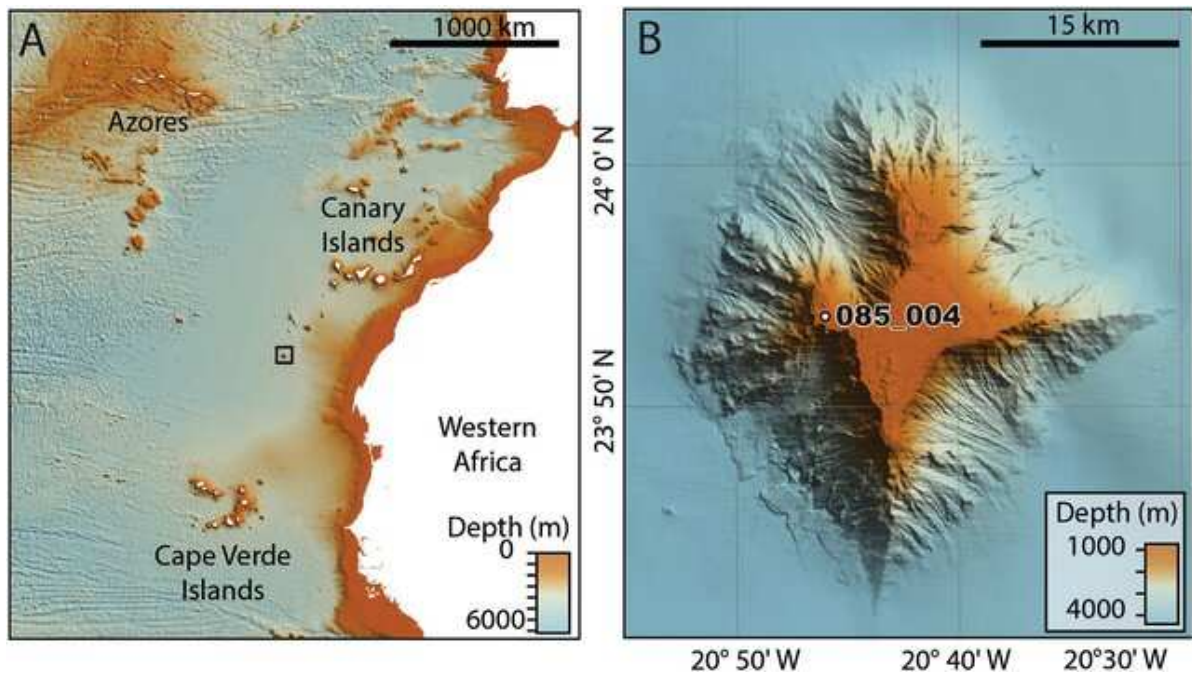 A
1000 km
Azores
Canary
Islands
Western
Africa
Cape Verde
Islands
Depth (m)
0
6000
B
15 km
24° 0' N
23° 50' N
085_004
Depth (m)
1000
4000
20° 50' W
20° 40' W
20° 30' W